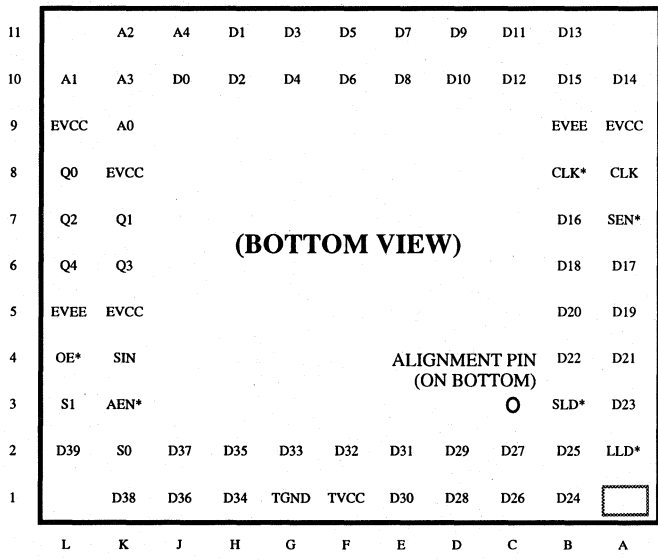 11 A2 A4 D1 D3 D5 D7 D9 D11 D13
10 A1 A3 D0 D2 D4 D6 D8 D10 D12 D15 D14
9 EVCC A0 EVEE EVCC
8 Q0 EVCC CLK* CLK
7 Q2 Q1 D16 SEN*
(BOTTOM VIEW)
6 Q4 Q3 D18 D17
5 EVEE EVCC D20 D19
4 OE* SIN ALIGNMENT PIN D22 D21
(ON BOTTOM)
3 S1 AEN* SLD* D23
2 D39 S0 D37 D35 D33 D32 D31 D29 D27 D25 LLD*
1 D38 D36 D34 TGND TVCC D30 D28 D26 D24
L K J H G F E D C B A